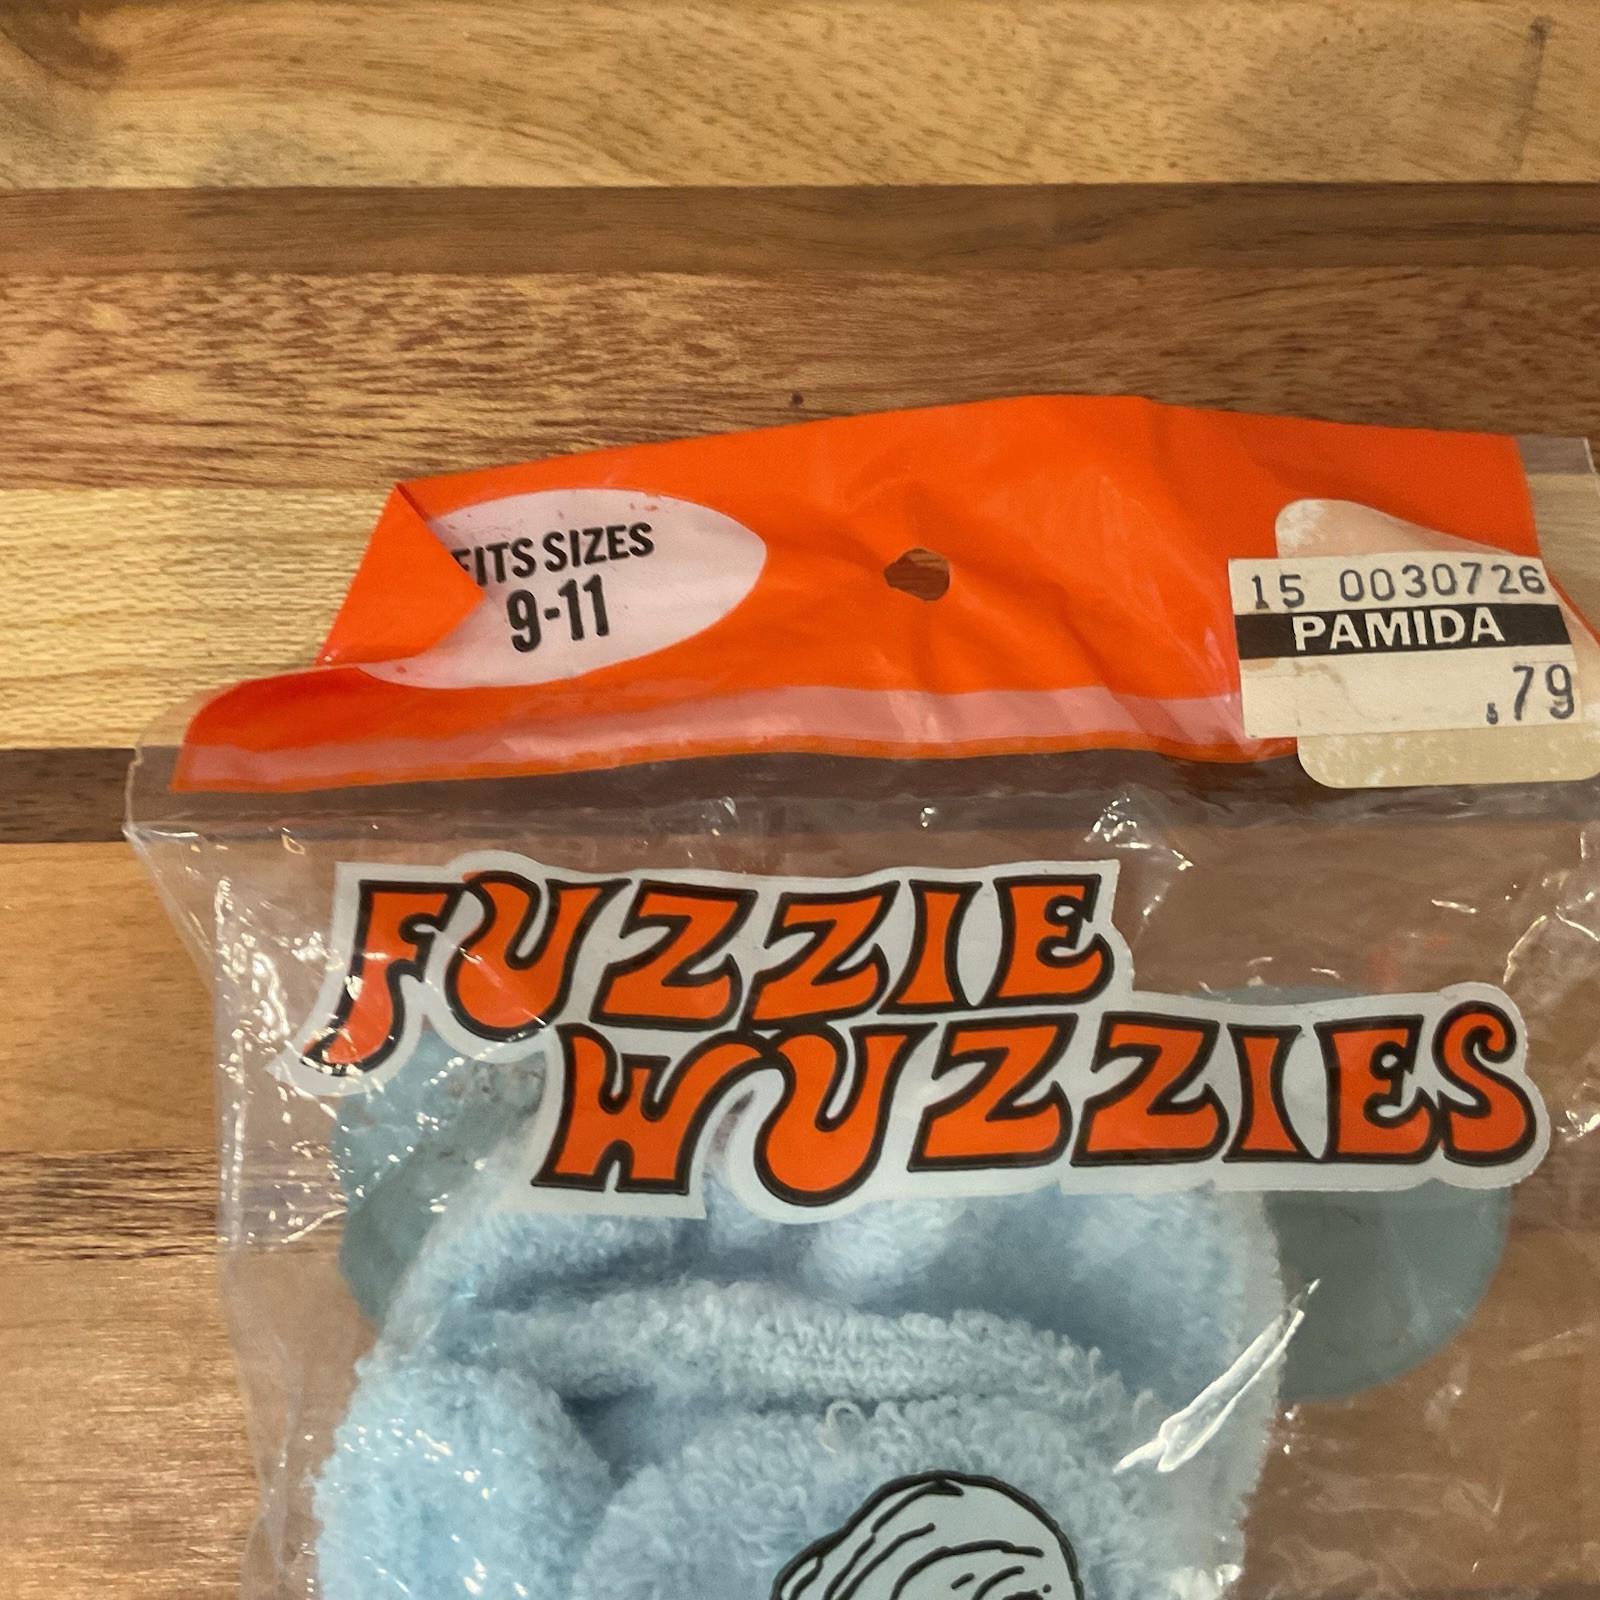 FITS SIZES
9-11
15 0030726
PAMIDA
$.79
FUZZIE
WUZZIES